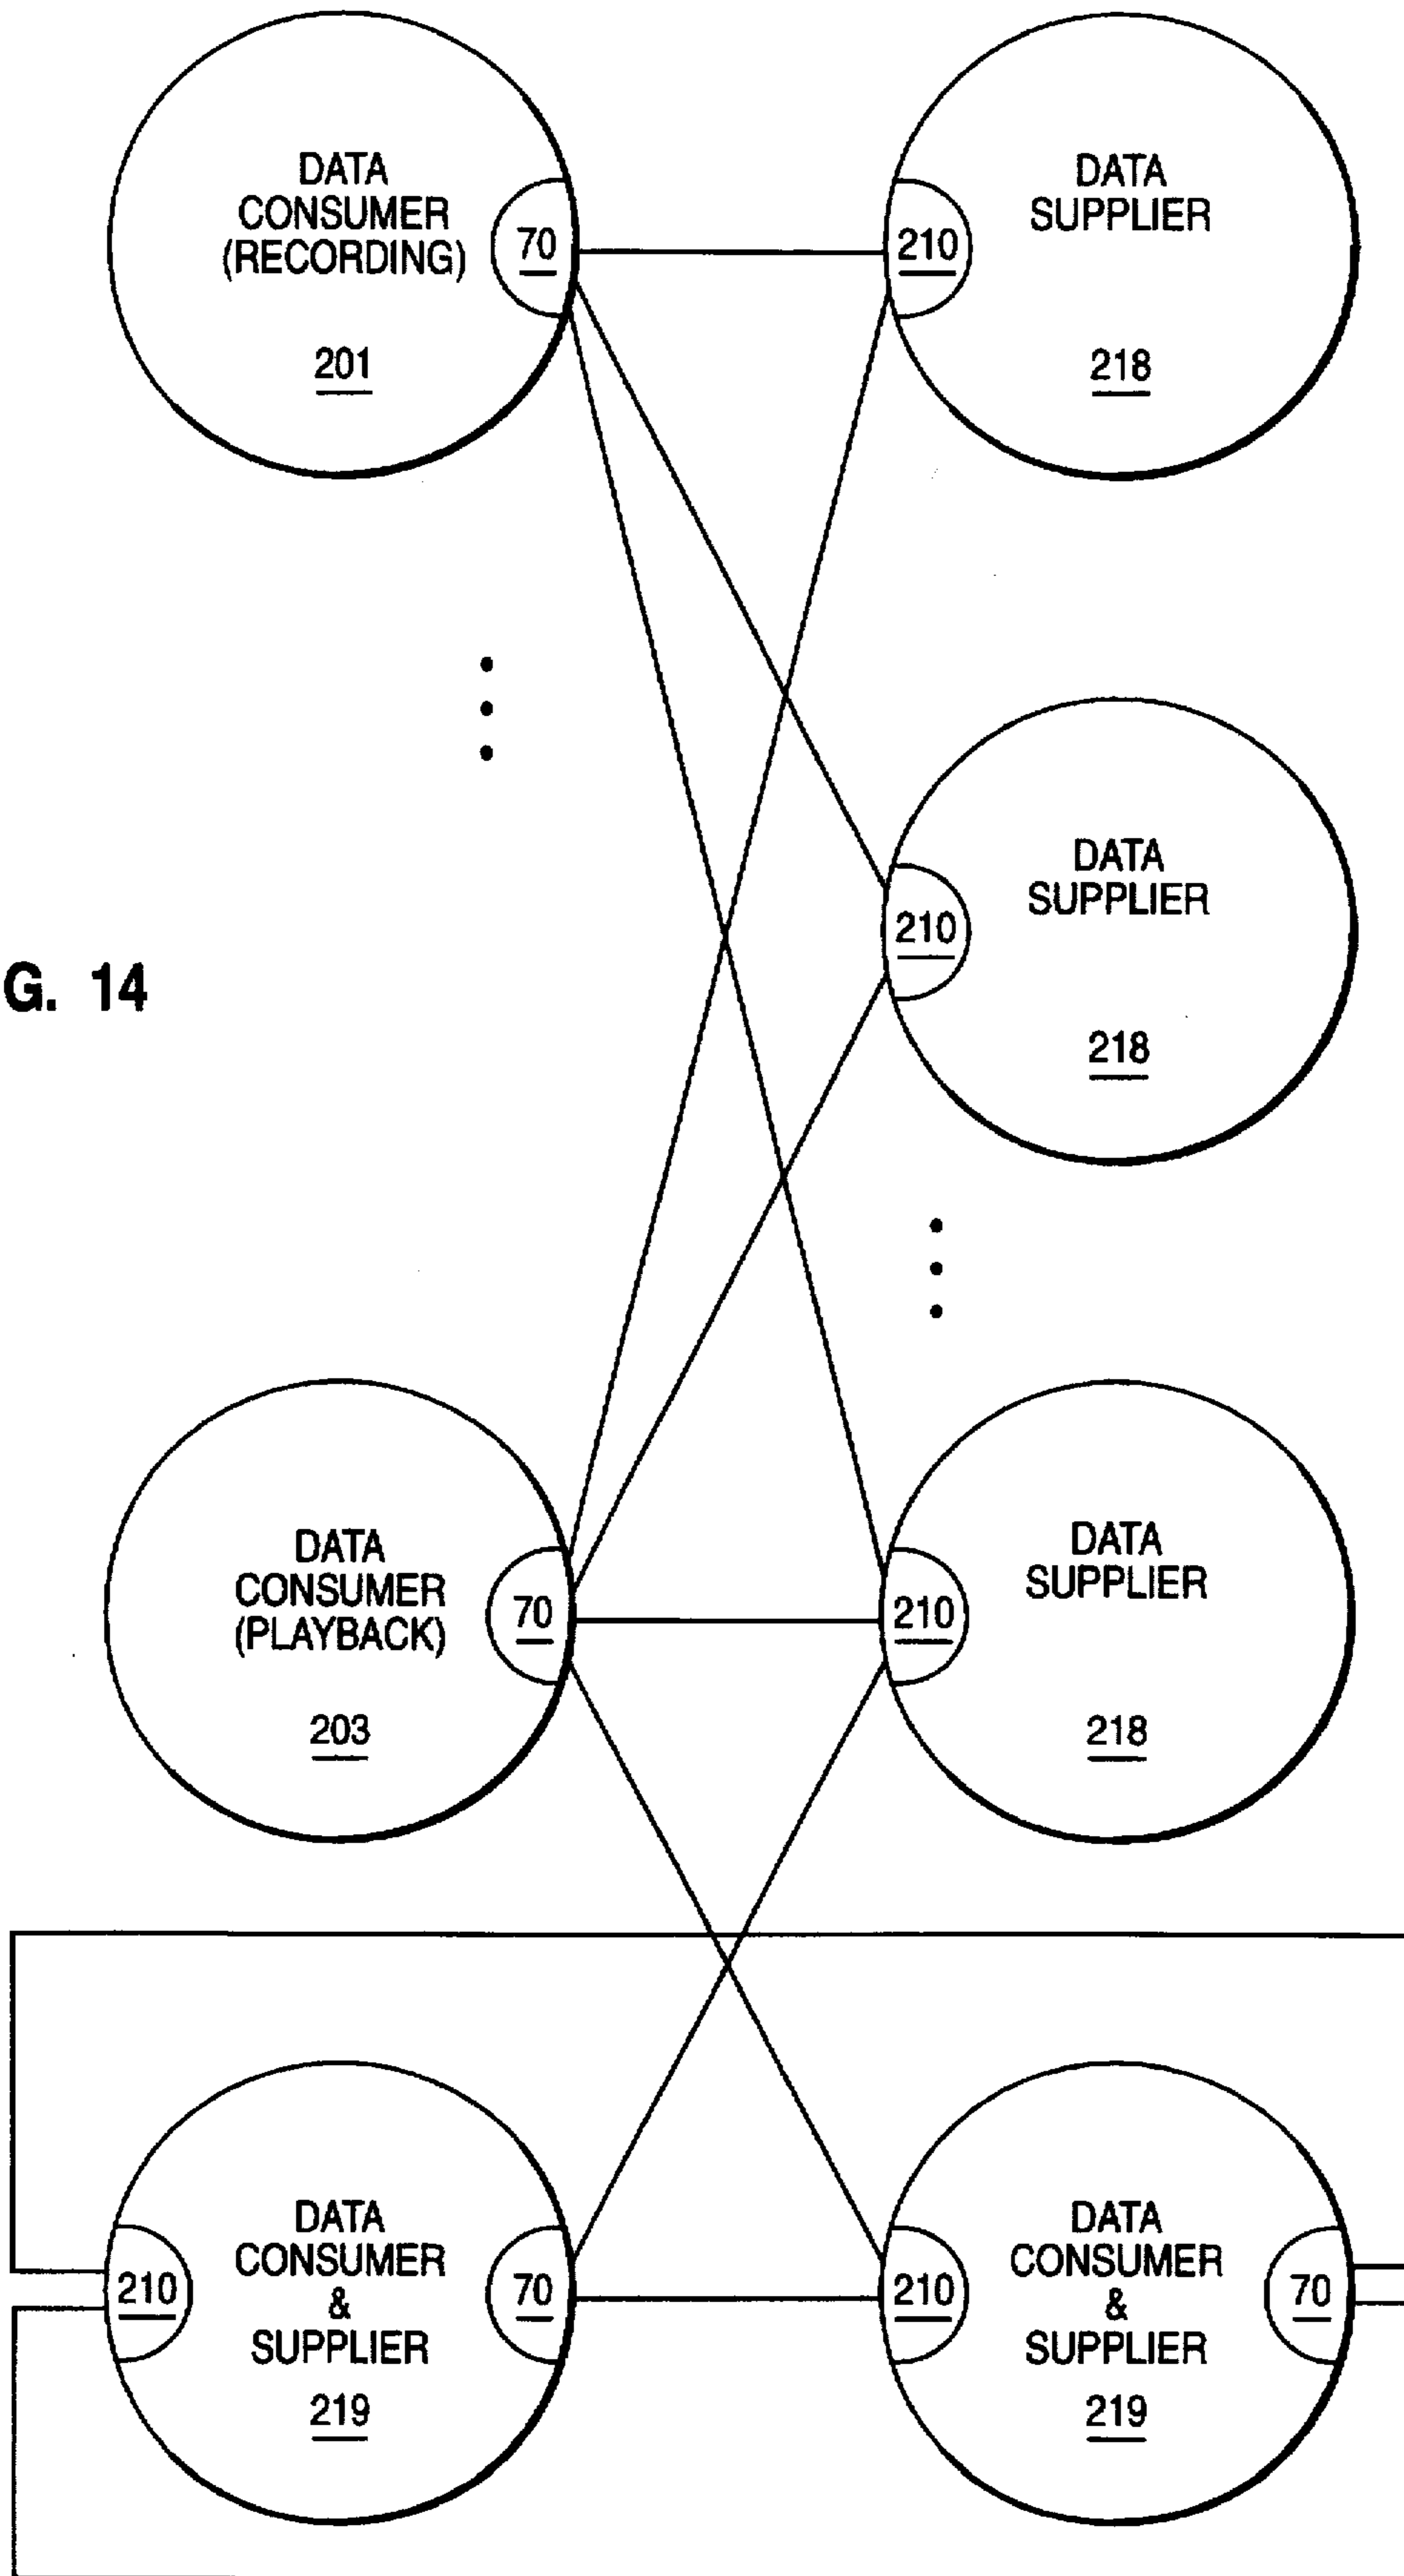 DATA
CONSUMER
(RECORDING)
70
201
DATA
SUPPLIER
210
218
DATA
SUPPLIER
210
218
G. 14
DATA
CONSUMER
(PLAYBACK)
70
203
DATA
SUPPLIER
210
218
DATA
CONSUMER
&
SUPPLIER
210
70
219
DATA
CONSUMER
&
SUPPLIER
210
70
219